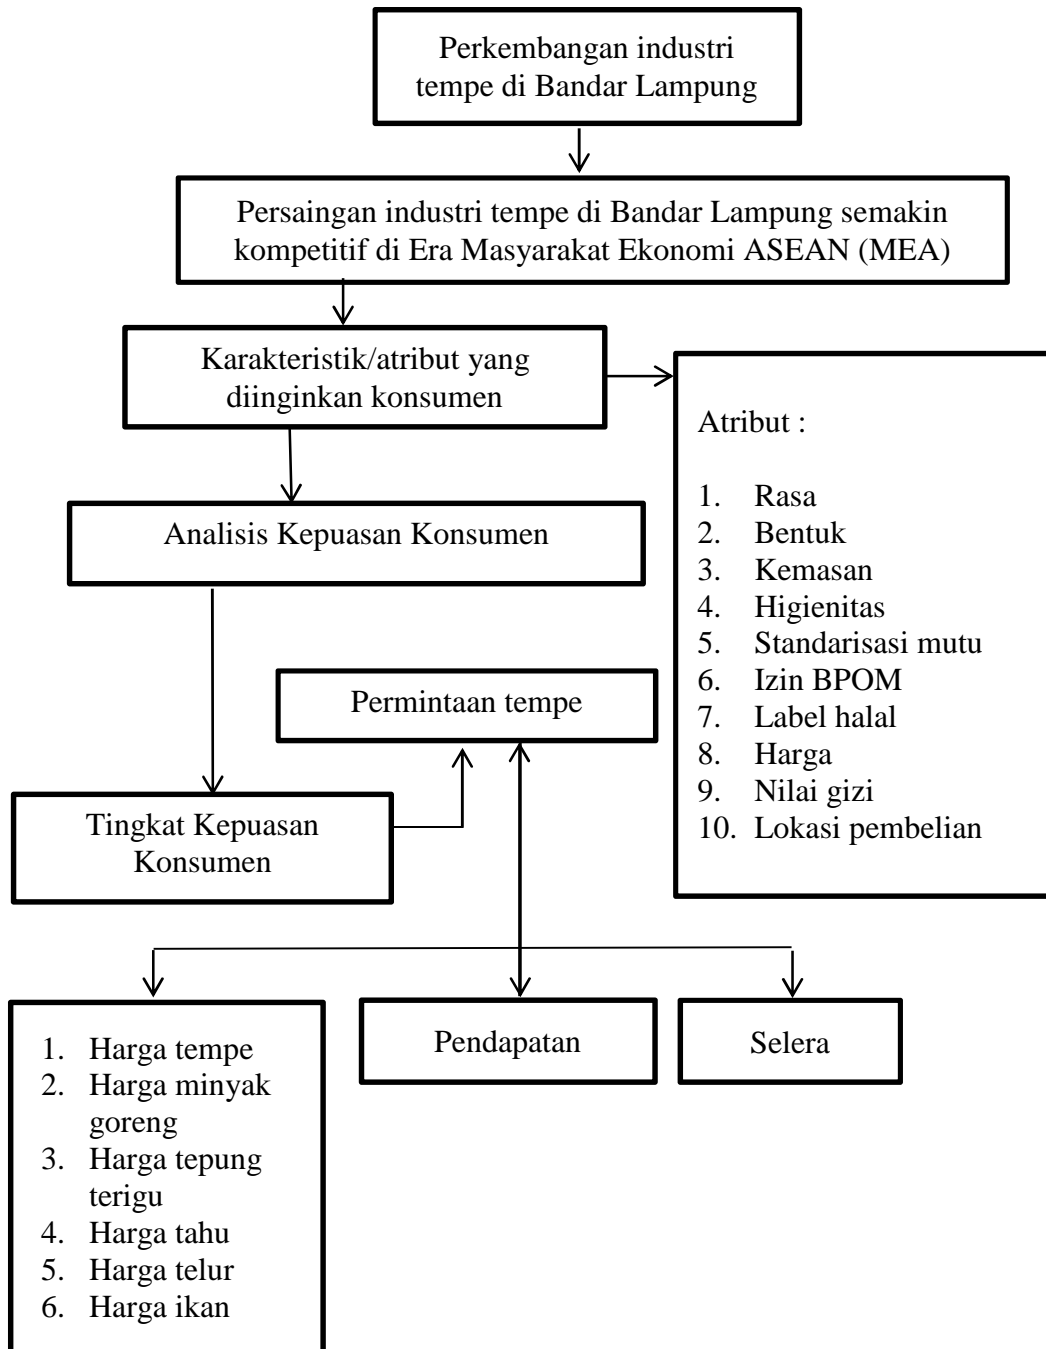 Perkembangan industri
tempe di Bandar Lampung
Persaingan industri tempe di Bandar Lampung semakin
kompetitif di Era Masyarakat Ekonomi ASEAN (MEA)
Karakteristik/atribut yang
diinginkan konsumen
Atribut :
1. Rasa
2. Bentuk
3. Kemasan
4. Higienitas
5. Standarisasi mutu
6. Izin BPOM
7. Label halal
8. Harga
9. Nilai gizi
10. Lokasi pembelian
Analisis Kepuasan Konsumen
Permintaan tempe
Tingkat Kepuasan
Konsumen
1. Harga tempe
2. Harga minyak
goreng
3. Harga tepung
terigu
4. Harga tahu
5. Harga telur
6. Harga ikan
Pendapatan
Selera